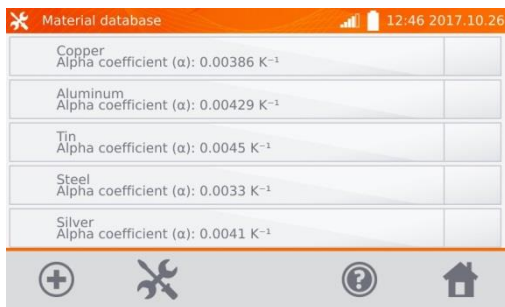 Material database
12:46 2017.10.26
Copper
Alpha coefficient (α): 0.00386 K⁻¹
Aluminum
Alpha coefficient (α): 0.00429 K⁻¹
Tin
Alpha coefficient (α): 0.0045 K⁻¹
Steel
Alpha coefficient (α): 0.0033 K⁻¹
Silver
Alpha coefficient (α): 0.0041 K⁻¹